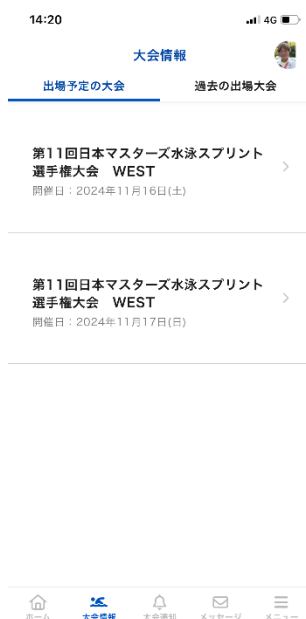 14:20
4G
大会情報
出場予定の大会
過去の出場大会
第11回日本マスターズ水泳スプリント
選手権大会　WEST
開催日：2024年11月16日(土)
第11回日本マスターズ水泳スプリント
選手権大会　WEST
開催日：2024年11月17日(日)
ホーム
大会情報
大会通知
メッセージ
メニュー